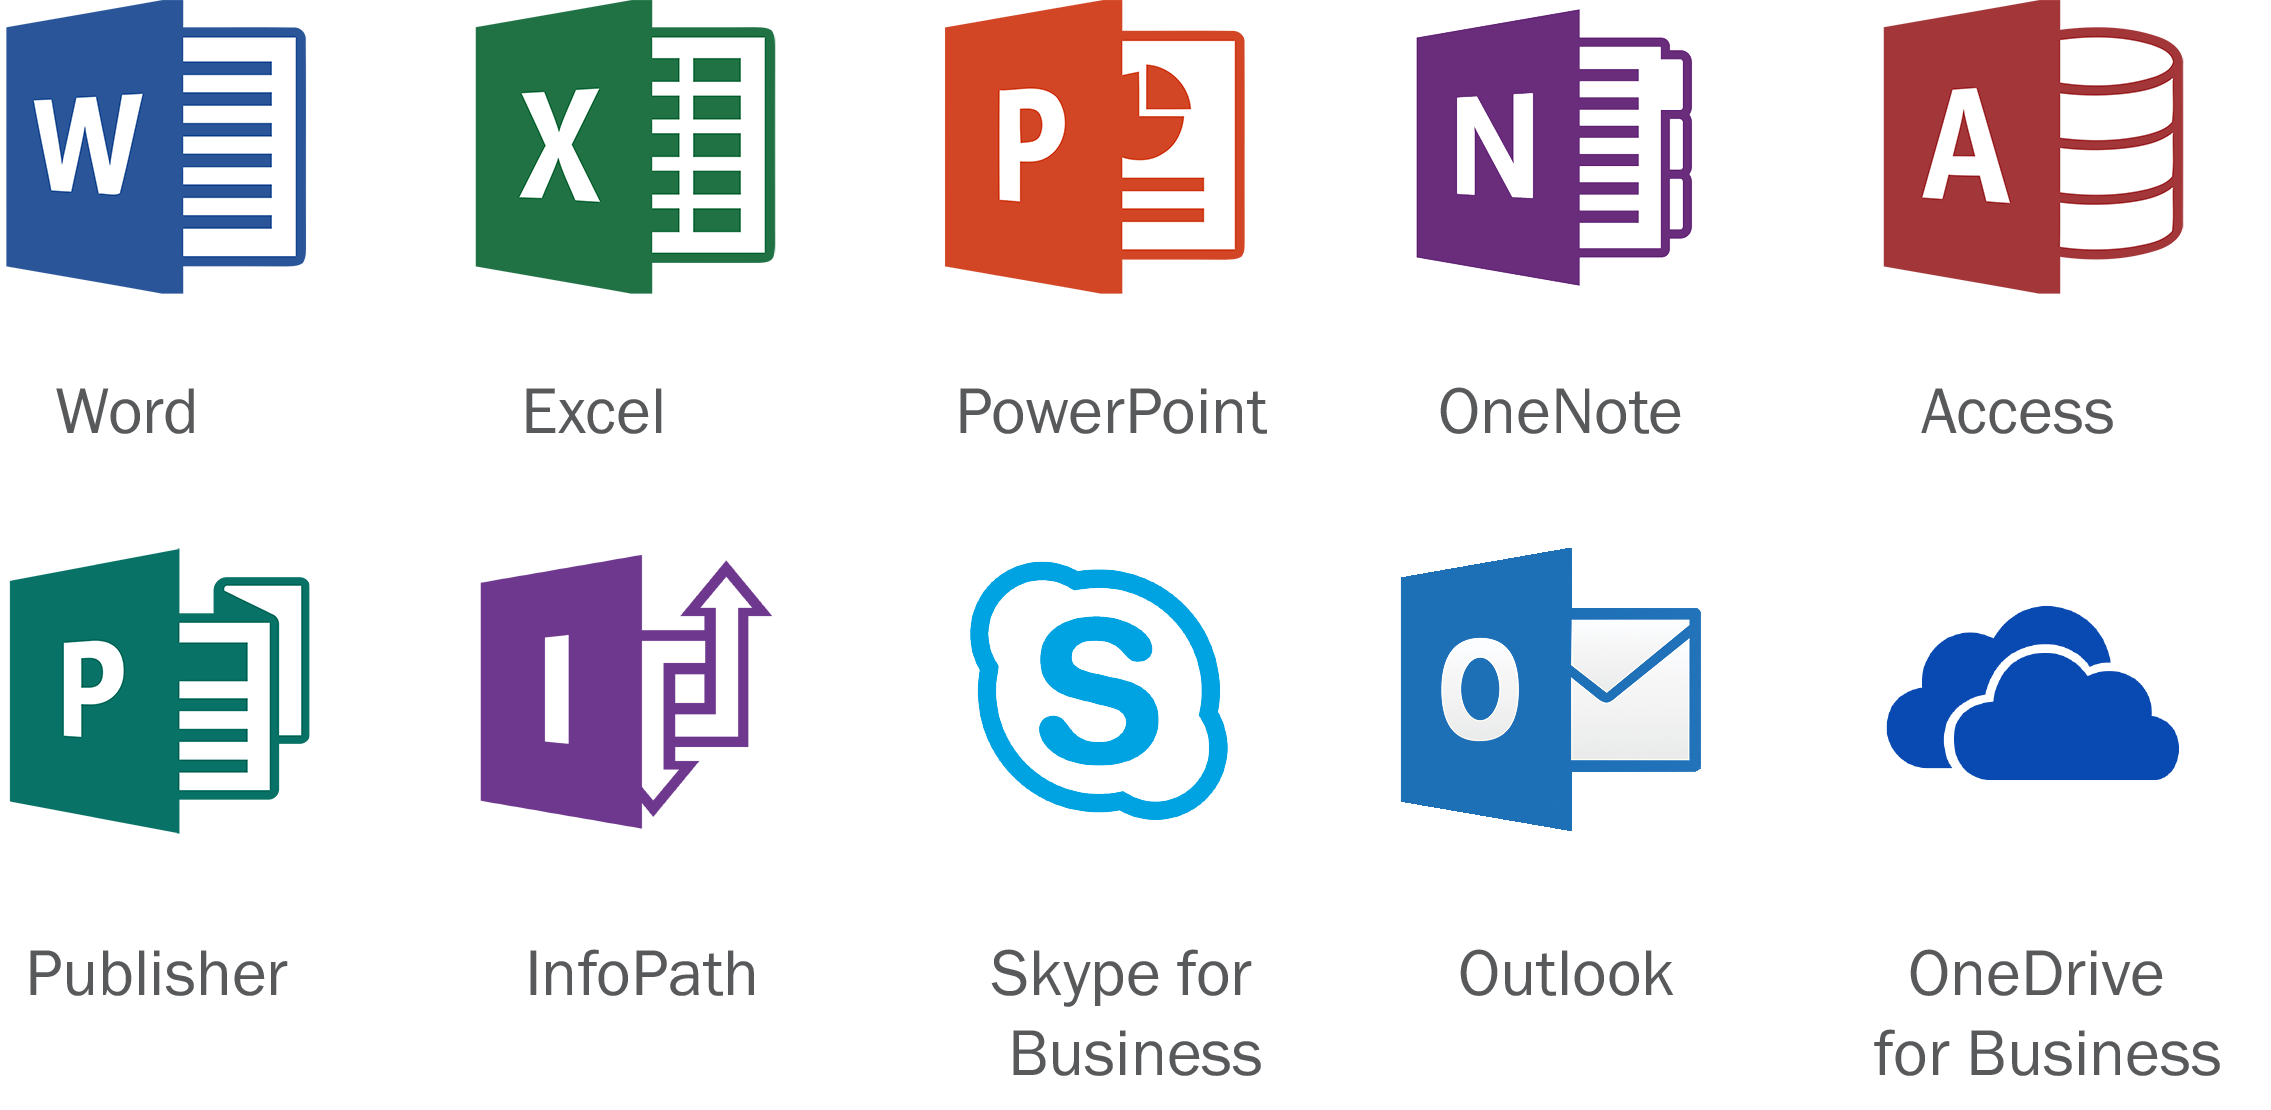 W
X
P
N
A
Word
Excel
PowerPoint
OneNote
Access
P
I
S
O
Publisher
InfoPath
Skype for
Business
Outlook
OneDrive
for Business